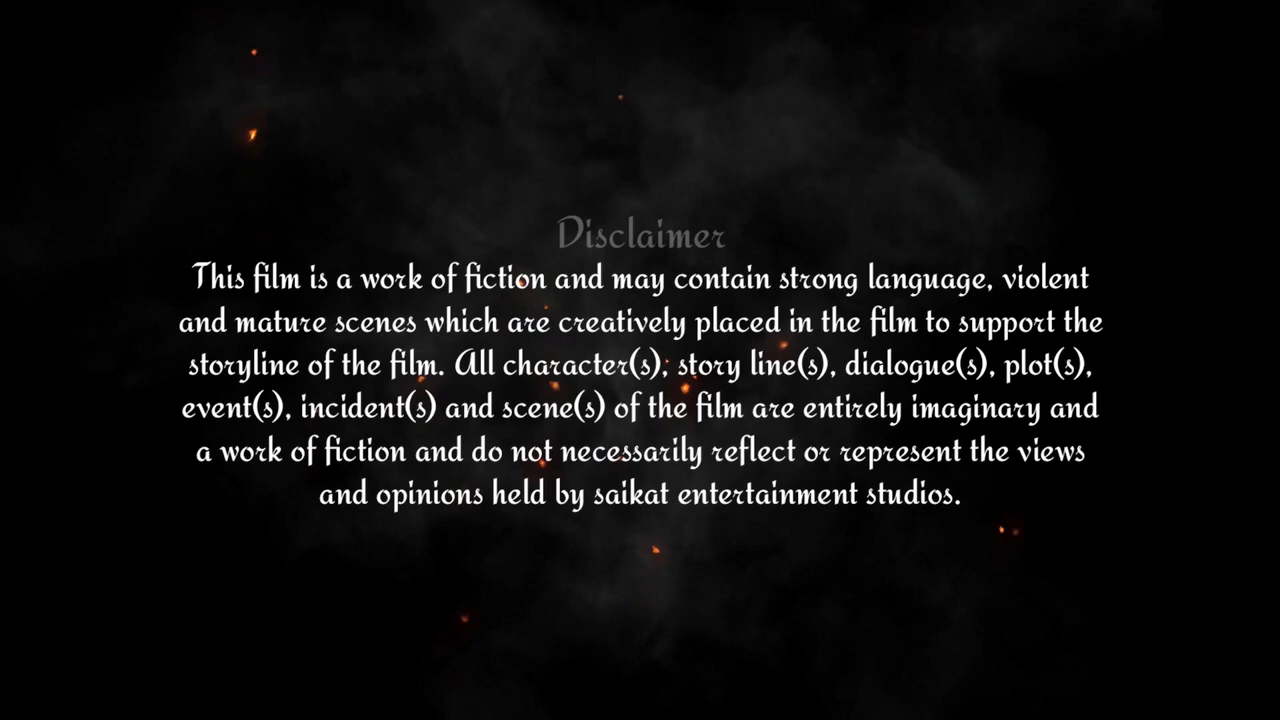 Disclaimer
This film is a work of fiction and may contain strong language, violent
and mature scenes which are creatively placed in the film to support the
storyline of the film. All character(s); story line(s), dialogue(s), plot(s),
event(s), incident(s) and scene(s) of the film are entirely imaginary and
a work of fiction and do not necessarily reflect or represent the views
and opinions held by saikat entertainment studios.